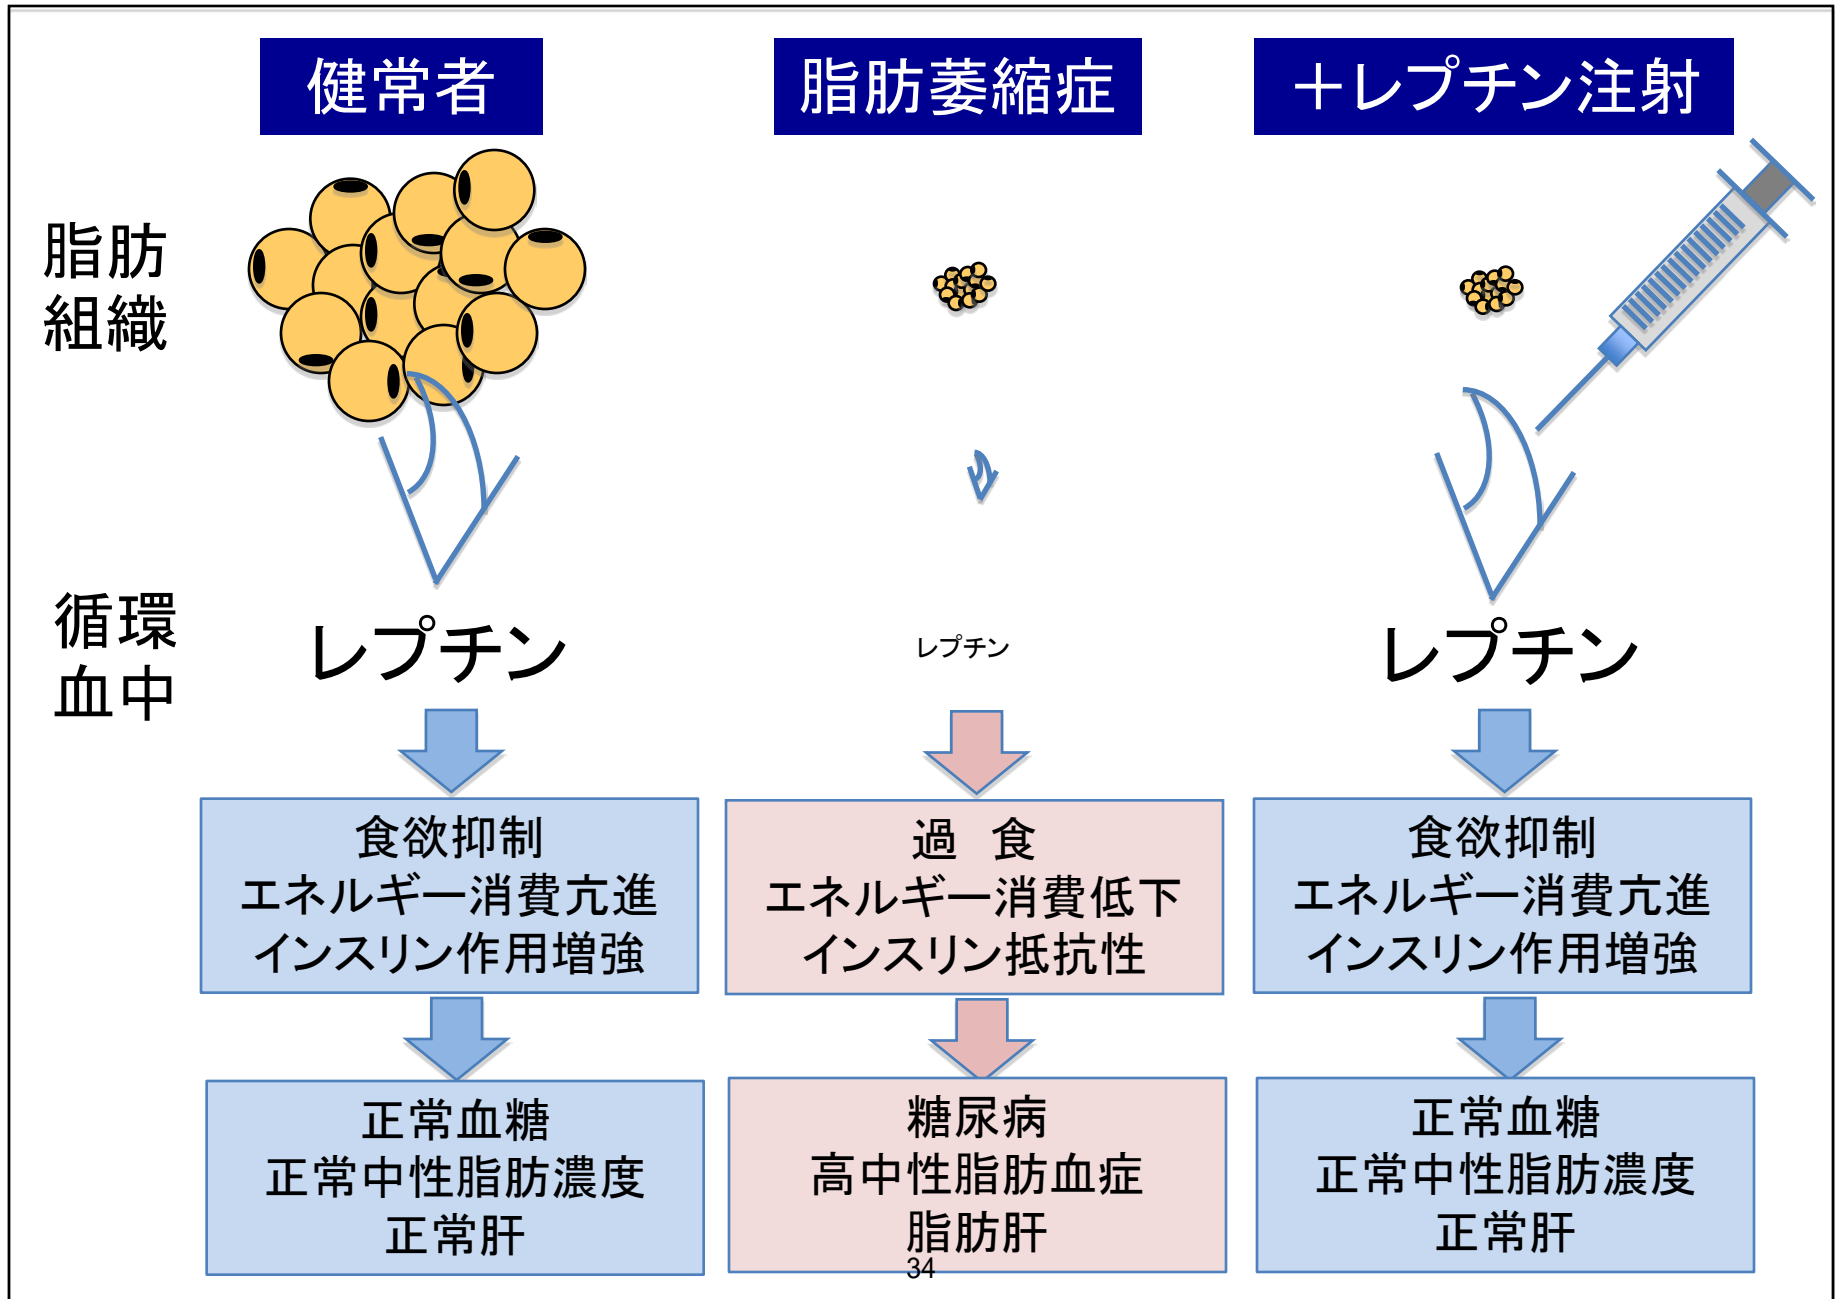 健常者
脂肪萎縮症
＋レプチン注射
脂肪
組織
循環
血中
レプチン
レプチン
レプチン
食欲抑制
エネルギー消費亢進
インスリン作用増強
過　食
エネルギー消費低下
インスリン抵抗性
食欲抑制
エネルギー消費亢進
インスリン作用増強
正常血糖
正常中性脂肪濃度
正常肝
糖尿病
高中性脂肪血症
脂肪肝
正常血糖
正常中性脂肪濃度
正常肝
34